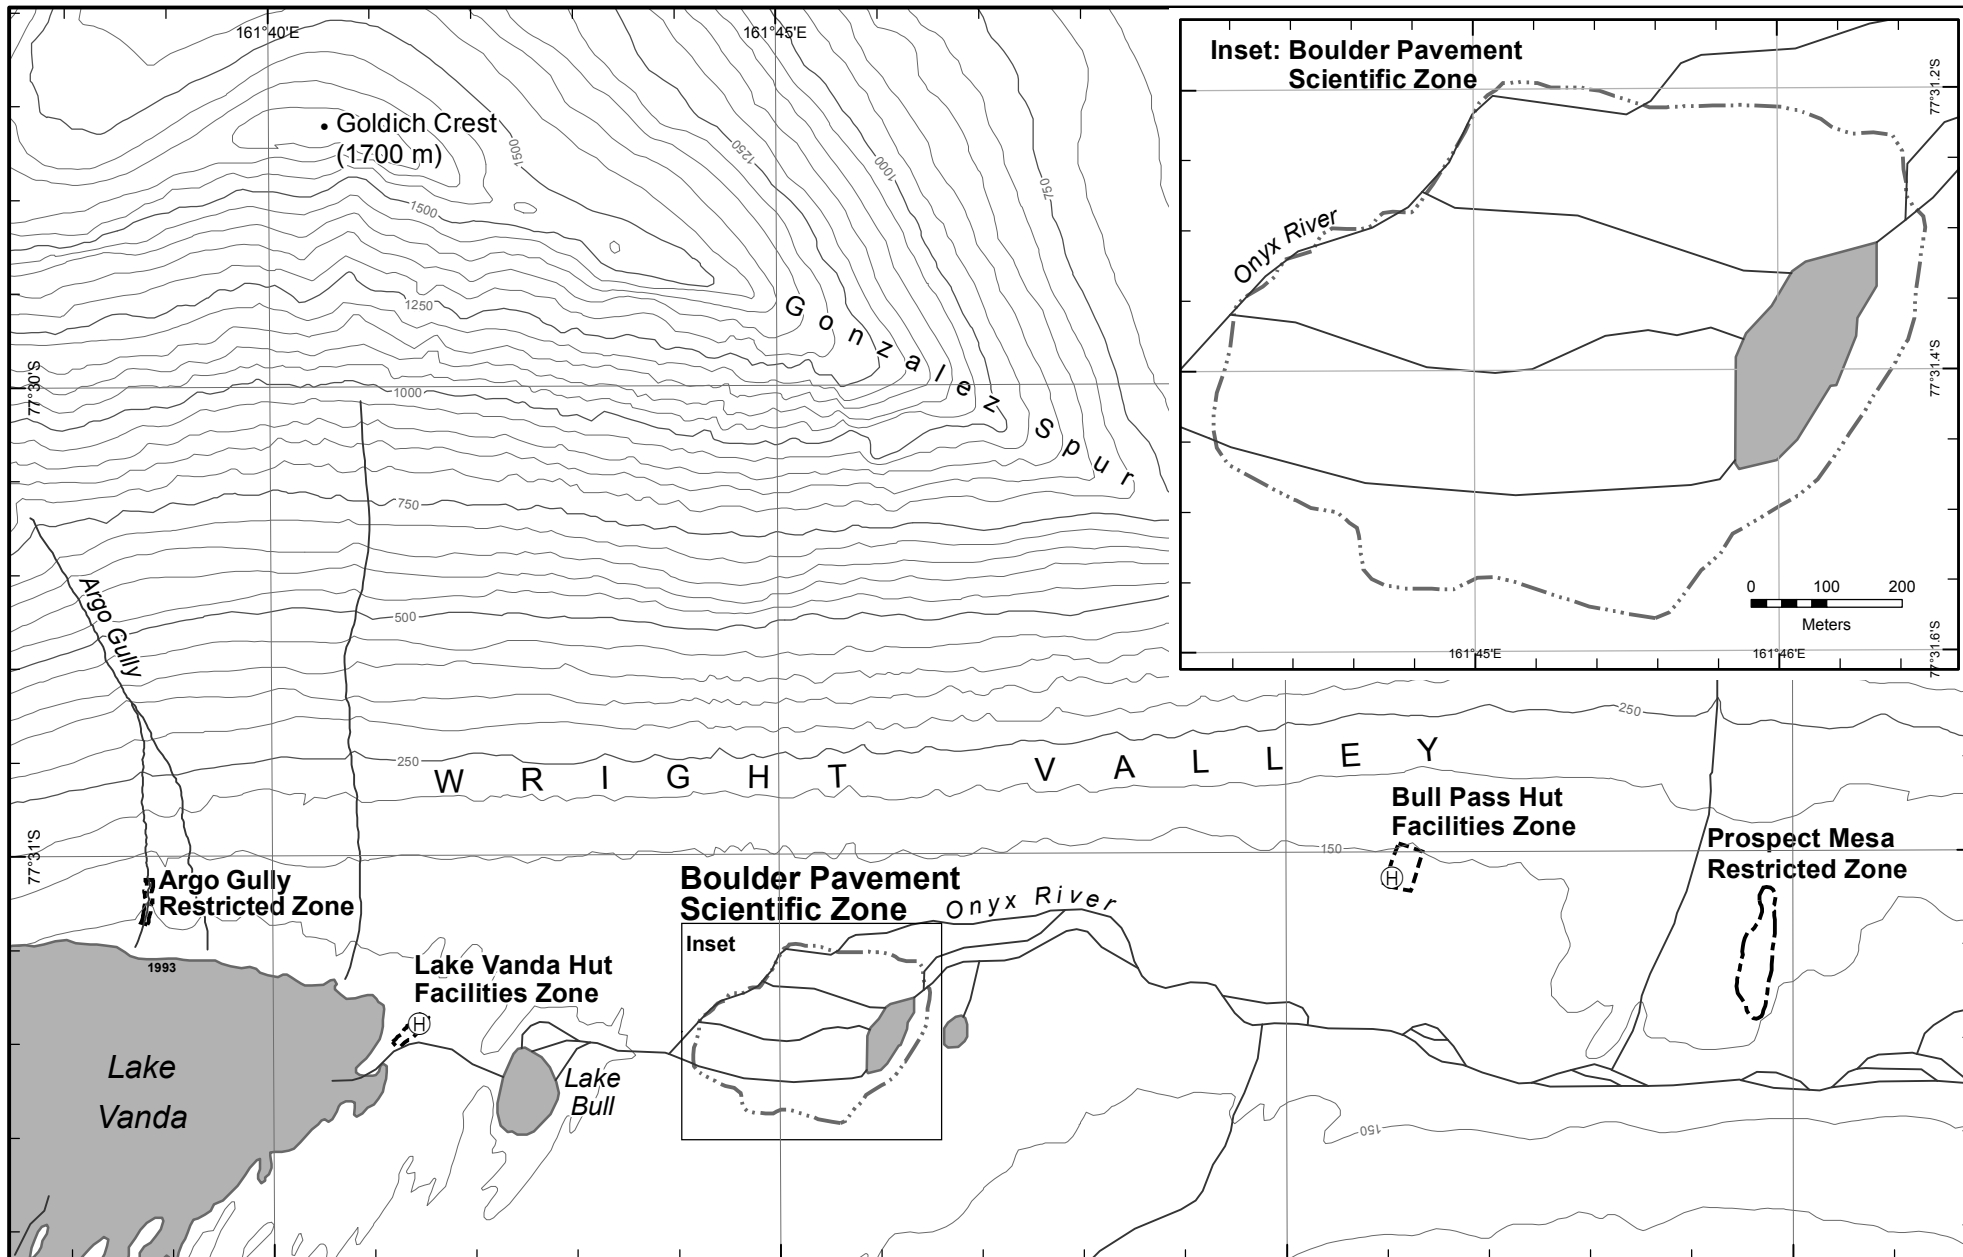 161°40'E
161°45'E
Inset: Boulder Pavement
Scientific Zone
77°31.2'S
Goldich Crest
(1700 m)
1500
1250
1000
750
1500
Onyx River
1250
Gonzalez Spur
77°30'S
77°31.4'S
1000
750
0 100 200
Meters
Argo Gully
500
161°45'E
161°46'E
77°31.6'S
250
250
WRIGHT VALLEY
Bull Pass Hut
Facilities Zone
150
H
Prospect Mesa
Restricted Zone
77°31'S
Argo Gully
Restricted Zone
Boulder Pavement
Scientific Zone
Onyx River
Inset
1993
Lake Vanda Hut
Facilities Zone
H
Lake
Vanda
Lake
Bull
150